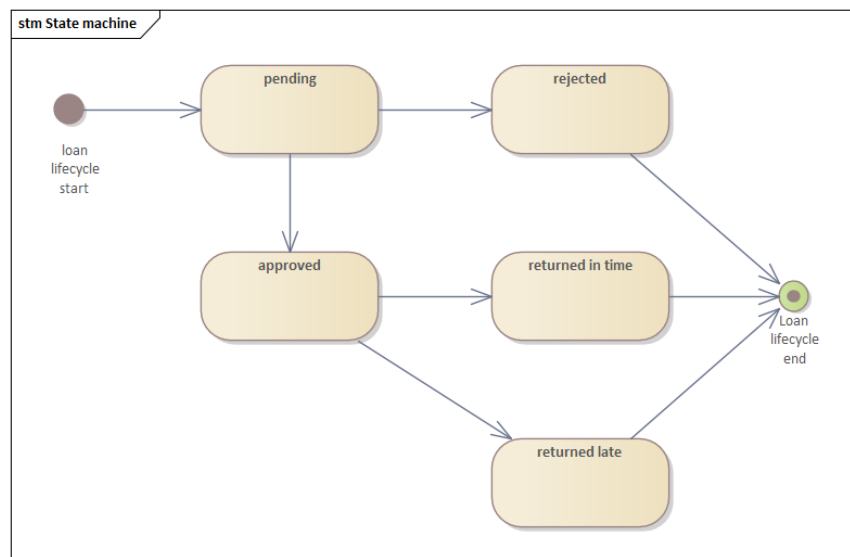 stm State machine
pending
rejected
loan
lifecycle
start
approved
returned in time
Loan
lifecycle
end
returned late